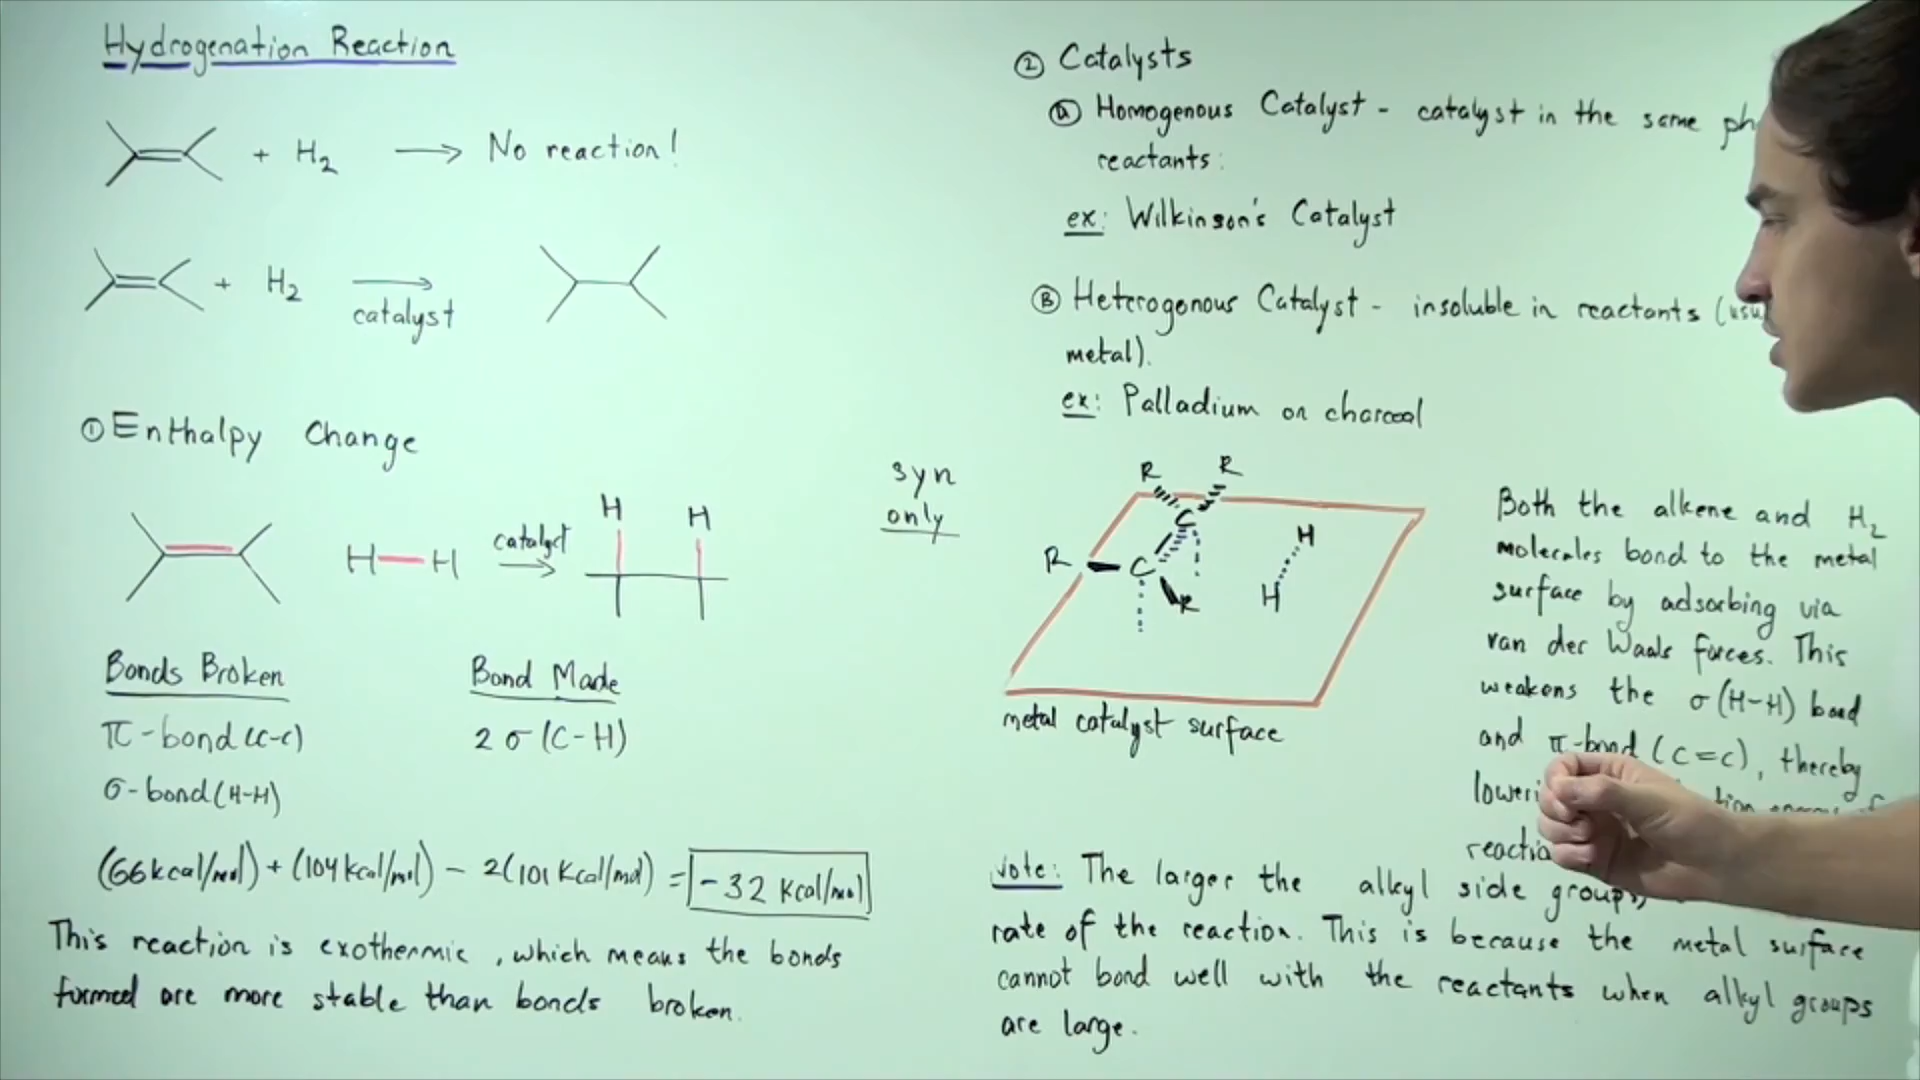 Hydrogenation Reaction
+ H2 → No reaction!
+ H2 → catalyst
① Enthalpy Change
H—H catalyst → H H
Bonds Broken
π-bond (C-C)
σ-bond (H-H)
Bond Made
2 σ (C-H)
(66 kcal/mol) + (104 kcal/mol) - 2(101 Kcal/mol) = -32 kcal/mol
This reaction is exothermic, which means the bonds
formed are more stable than bonds broken.
② Catalysts
Ⓐ Homogenous Catalyst - catalyst in the same
reactants:
ex: Wilkinson's Catalyst
Ⓑ Heterogenous Catalyst - insoluble in reactants (
metal).
ex: Palladium on charcoal
syn
only
R R
C
R C R
H
H
metal catalyst surface
Both the alkene and H2
molecules bond to the metal
surface by adsorbing via
van der Waals forces. This
weakens the σ(H-H) bond
and π-bond (C=C), thereby
reaction
Note: The larger the alkyl side groups,
rate of the reaction. This is because the metal surface
cannot bond well with the reactants when alkyl groups
are large.